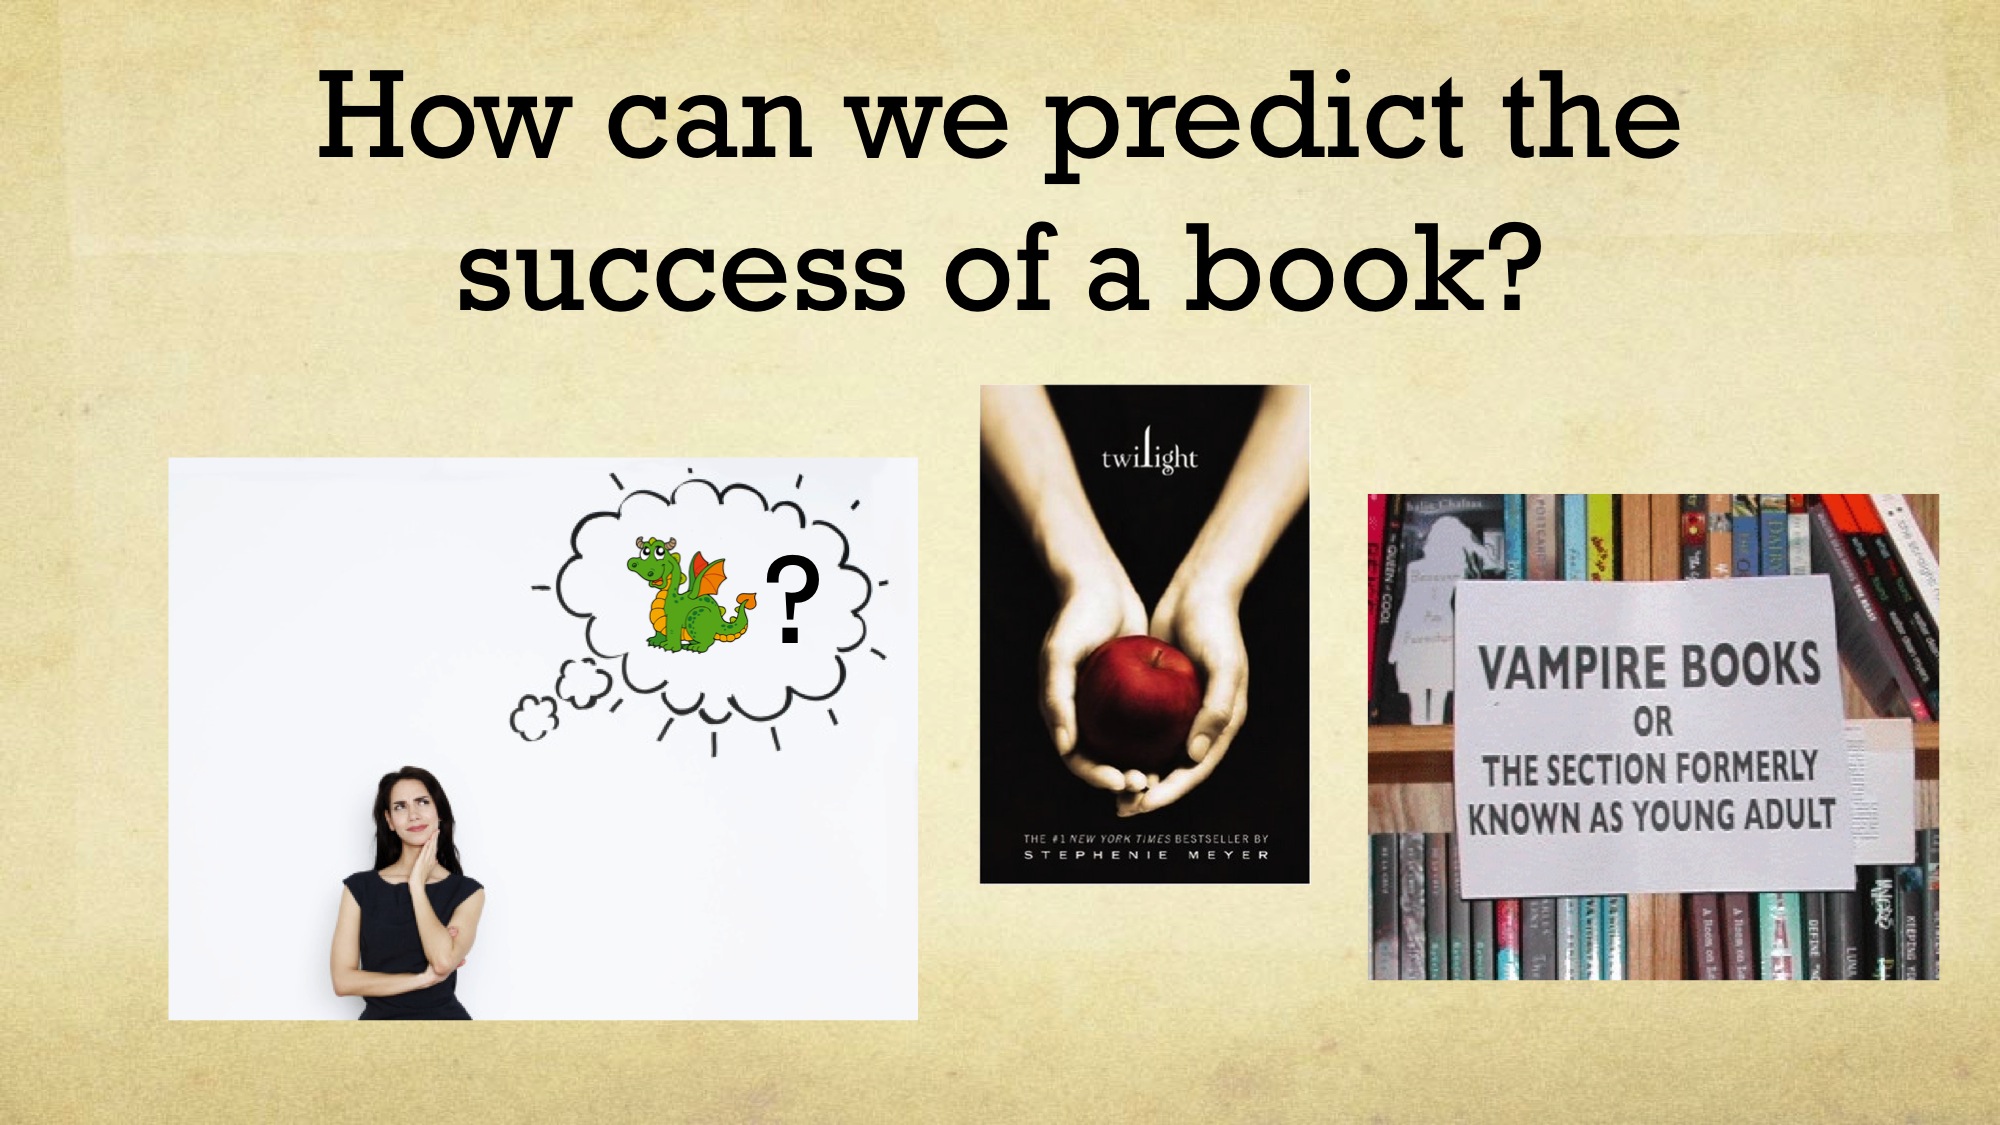 How can we predict the
success of a book?
?
twilight
THE #1 NEW YORK TIMES BESTSELLER BY
STEPHENIE MEYER
VAMPIRE BOOKS
OR
THE SECTION FORMERLY
KNOWN AS YOUNG ADULT